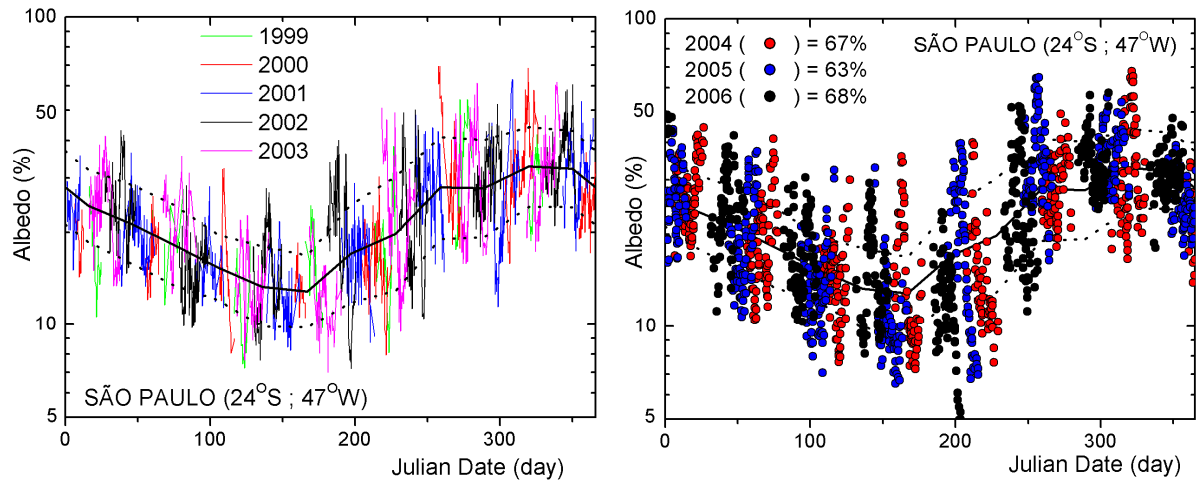 100
50
10
5
Albedo (%)
1999
2000
2001
2002
2003
SÃO PAULO (24°S ; 47°W)
0 100 200 300
Julian Date (day)
100
50
10
5
Albedo (%)
2004 ( ) = 67%
2005 ( ) = 63%
2006 ( ) = 68%
SÃO PAULO (24°S ; 47°W)
0 100 200 300
Julian Date (day)